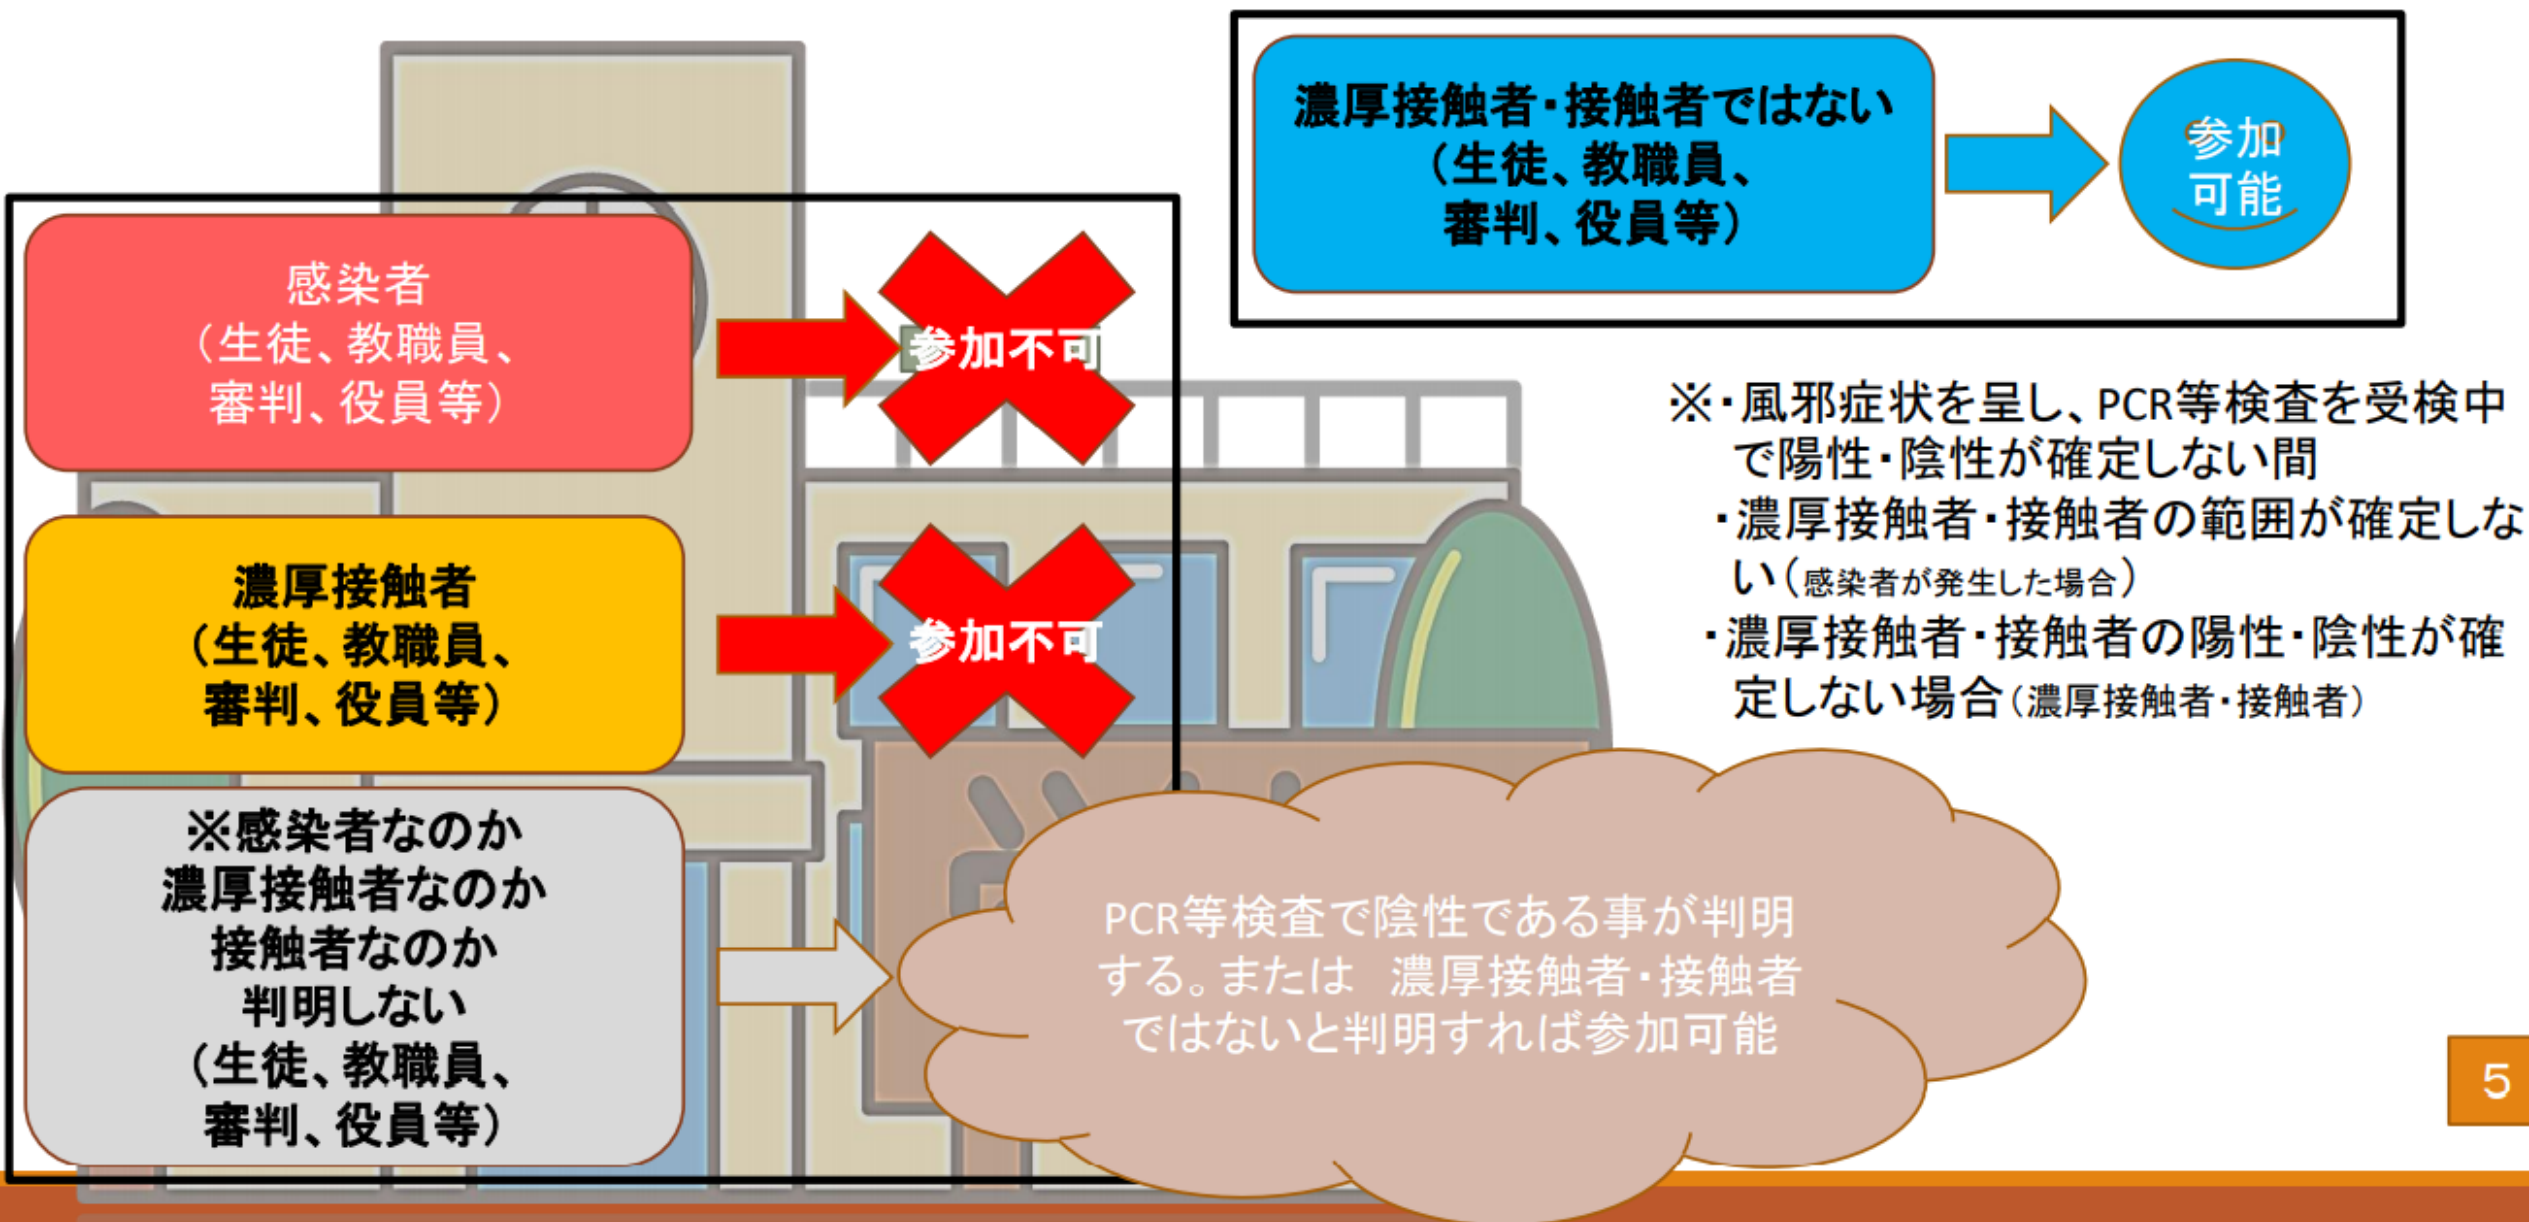 濃厚接触者・接触者ではない
（生徒、教職員、
審判、役員等）
参加
可能
感染者
（生徒、教職員、
審判、役員等）
参加不可
濃厚接触者
（生徒、教職員、
審判、役員等）
参加不可
※感染者なのか
濃厚接触者なのか
接触者なのか
判明しない
（生徒、教職員、
審判、役員等）
※・風邪症状を呈し、PCR等検査を受検中
で陽性・陰性が確定しない間
・濃厚接触者・接触者の範囲が確定しな
い（感染者が発生した場合）
・濃厚接触者・接触者の陽性・陰性が確
定しない場合（濃厚接触者・接触者）
PCR等検査で陰性である事が判明
する。または　濃厚接触者・接触者
ではないと判明すれば参加可能
5